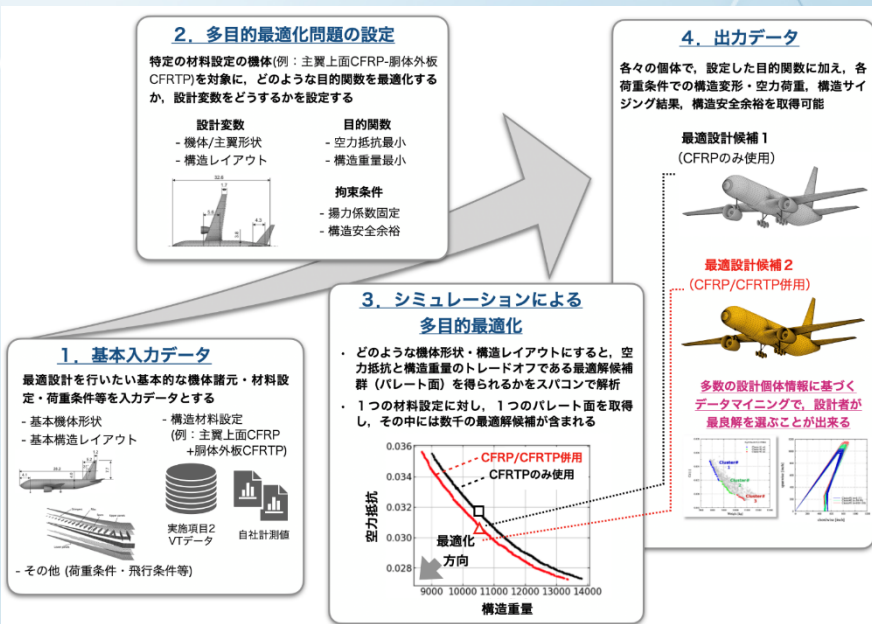 1．基本入力データ
最適設計を行いたい基本的な機体諸元・材料設
定・荷重条件等を入力データとする
- 基本機体形状
- 基本構造レイアウト
- 構造材料設定
(例：主翼上面CFRP
+胴体外板CFRTP)
実施項目2
VTデータ
自社計測値
- その他 (荷重条件・飛行条件等)
2．多目的最適化問題の設定
特定の材料設定の機体(例：主翼上面CFRP-胴体外板
CFRTP)を対象に，どのような目的関数を最適化する
か，設計変数をどうするかを設定する
設計変数
- 機体/主翼形状
- 構造レイアウト
目的関数
- 空力抵抗最小
- 構造重量最小
拘束条件
- 揚力係数固定
- 構造安全余裕
32.8
1.7
4.3
3．シミュレーションによる
多目的最適化
・ どのような機体形状・構造レイアウトにすると，空
力抵抗と構造重量のトレードオフである最適解候補
群（パレート面）を得られるかをスパコンで解析
・ １つの材料設定に対し，１つのパレート面を取得
し，その中には数千の最適解候補が含まれる
0.036
0.034
0.032
0.030
0.028
空力抵抗
CFRP/CFRTP併用
CFRTPのみ使用
最適化
方向
9000 10000 11000 12000 13000 14000
構造重量
4．出力データ
各々の個体で，設定した目的関数に加え，各
荷重条件での構造変形・空力荷重，構造サイ
ジング結果，構造安全余裕を取得可能
最適設計候補１
（CFRPのみ使用）
最適設計候補２
（CFRP/CFRTP併用）
多数の設計個体情報に基づく
データマイニングで，設計者が
最良解を選ぶことが出来る